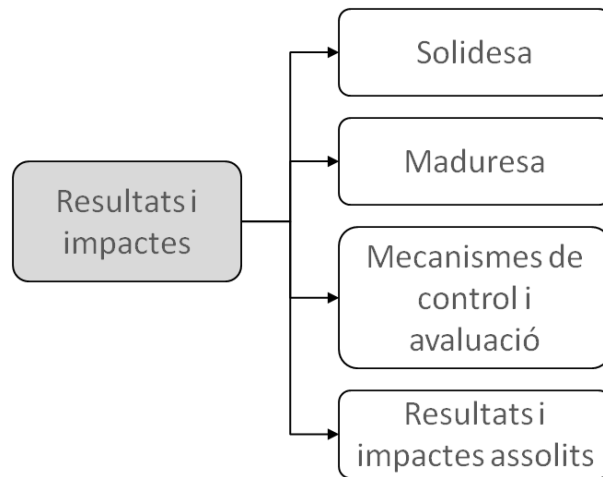 Resultats i
impactes
Solidesa
Maduresa
Mecanismes de
control i
avaluació
Resultats i
impactes assolits